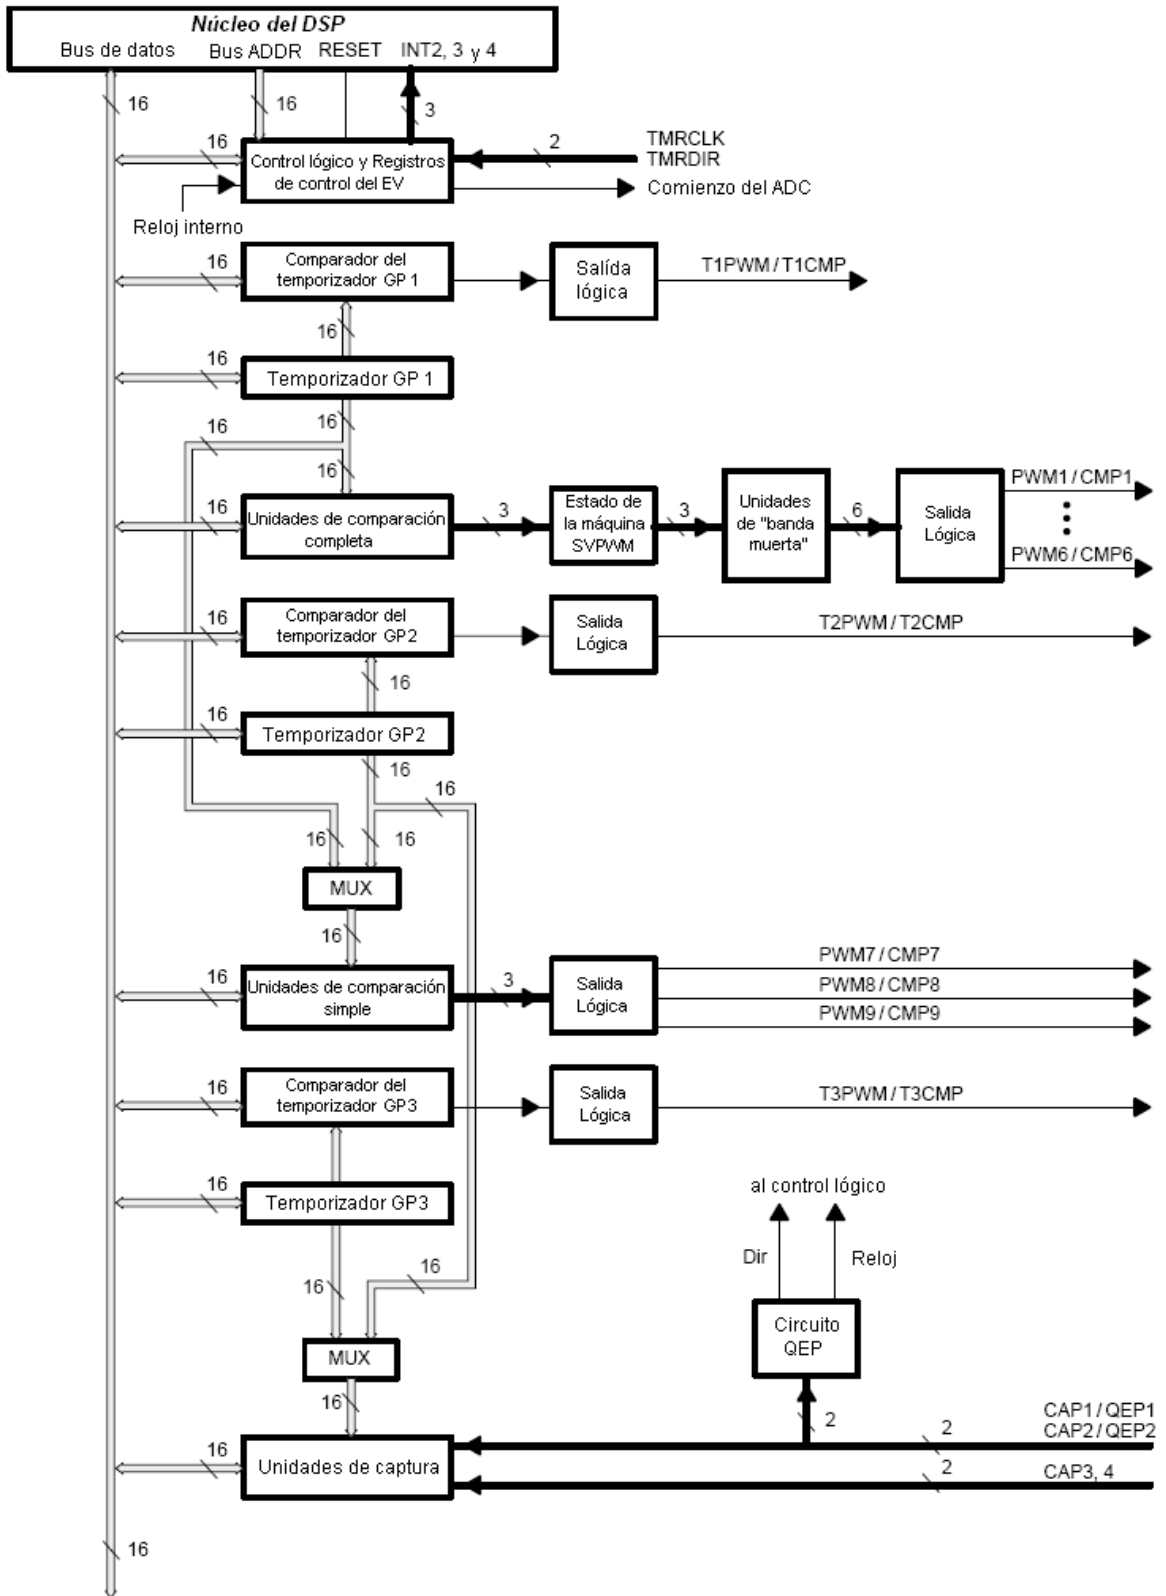 Núcleo del DSP
Bus de datos
Bus ADDR
RESET
INT2, 3 y 4
16
16
3
16
2
TMRCLK
TMRDIR
Control lógico y Registros
de control del EV
Comienzo del ADC
Reloj interno
16
Comparador del
temporizador GP 1
Salída
lógica
T1PWM / T1CMP
16
16
Temporizador GP 1
16
16
16
16
Unidades de comparación
completa
3
Estado de
la máquina
SVPWM
3
Unidades
de "banda
muerta"
6
Salida
Lógica
PWM1 / CMP1
PWM6 / CMP6
16
Comparador del
temporizador GP2
Salida
Lógica
T2PWM / T2CMP
16
16
Temporizador GP2
16
16
16
16
MUX
16
16
Unidades de comparación
simple
3
Salida
Lógica
PWM7 / CMP7
PWM8 / CMP8
PWM9 / CMP9
16
Comparador del
temporizador GP3
Salida
Lógica
T3PWM / T3CMP
16
Temporizador GP3
al control lógico
Dir
Reloj
16
16
Circuito
QEP
MUX
16
2
2
CAP1 / QEP1
CAP2 / QEP2
16
Unidades de captura
2
CAP3, 4
16